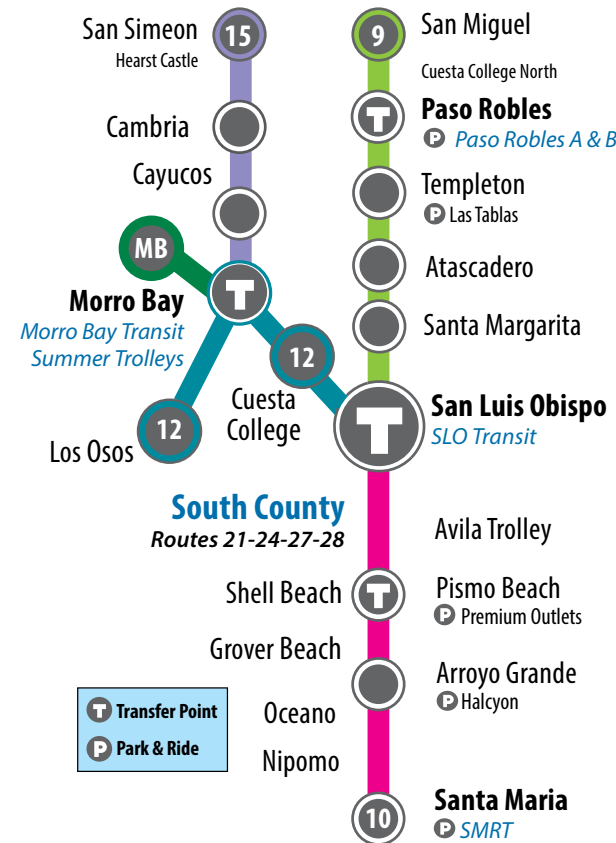 San Simeon
Hearst Castle
15
Cambria
Cayucos
MB
T
Morro Bay
Morro Bay Transit
Summer Trolleys
12
Cuesta
College
12
Los Osos
9
San Miguel
Cuesta College North
T
Paso Robles
P Paso Robles A & B
Templeton
P Las Tablas
Atascadero
Santa Margarita
T
San Luis Obispo
SLO Transit
South County
Routes 21-24-27-28
Avila Trolley
Shell Beach
T
Pismo Beach
P Premium Outlets
Grover Beach
Arroyo Grande
P Halcyon
Oceano
Nipomo
10
Santa Maria
P SMRT
T Transfer Point
P Park & Ride